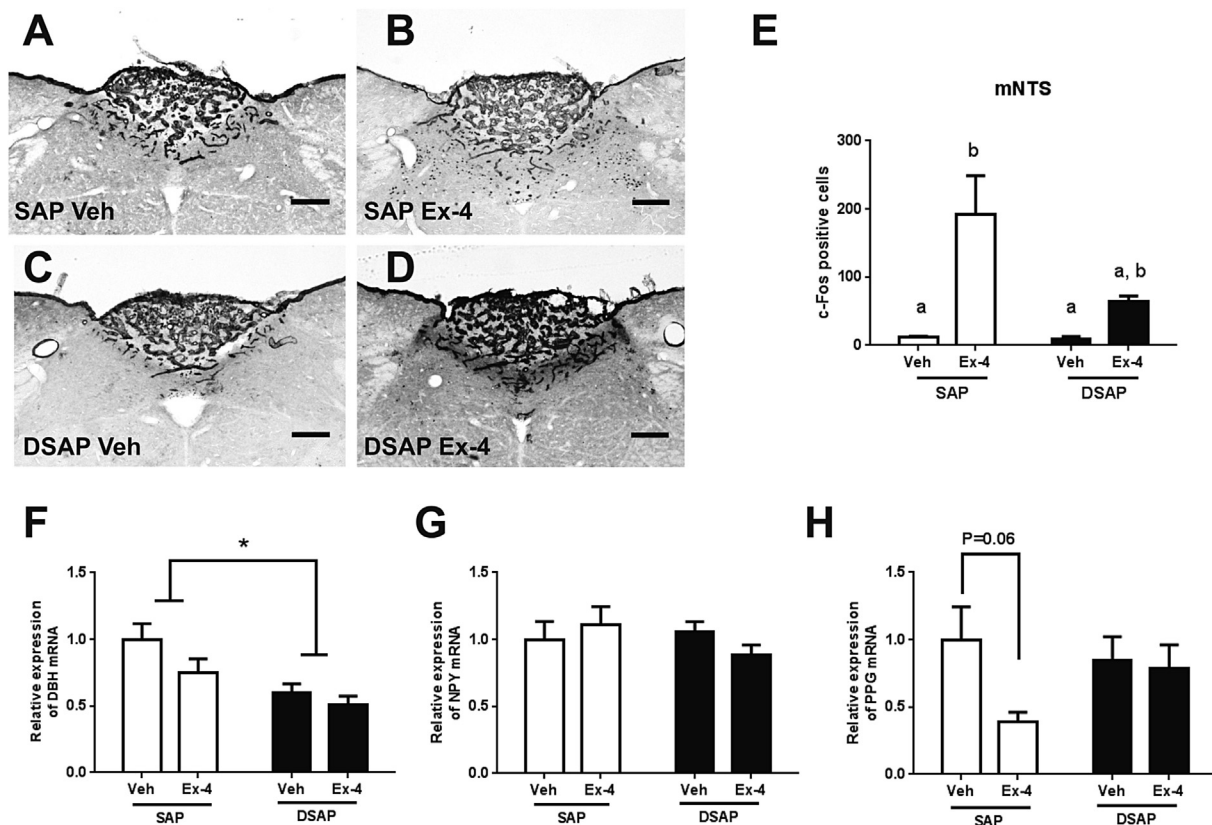 A
SAP Veh
B
SAP Ex-4
C
DSAP Veh
D
DSAP Ex-4
E
mNTS
c-Fos positive cells
300
200
100
0
a
b
a
a, b
Veh
Ex-4
Veh
Ex-4
SAP
DSAP
F
Relative expression
of DBH mRNA
1.5
1.0
0.5
0.0
*
Veh
Ex-4
Veh
Ex-4
SAP
DSAP
G
Relative expression
of NPY mRNA
1.5
1.0
0.5
0.0
Veh
Ex-4
Veh
Ex-4
SAP
DSAP
H
Relative expression
of PPG mRNA
1.5
1.0
0.5
0.0
P=0.06
Veh
Ex-4
Veh
Ex-4
SAP
DSAP